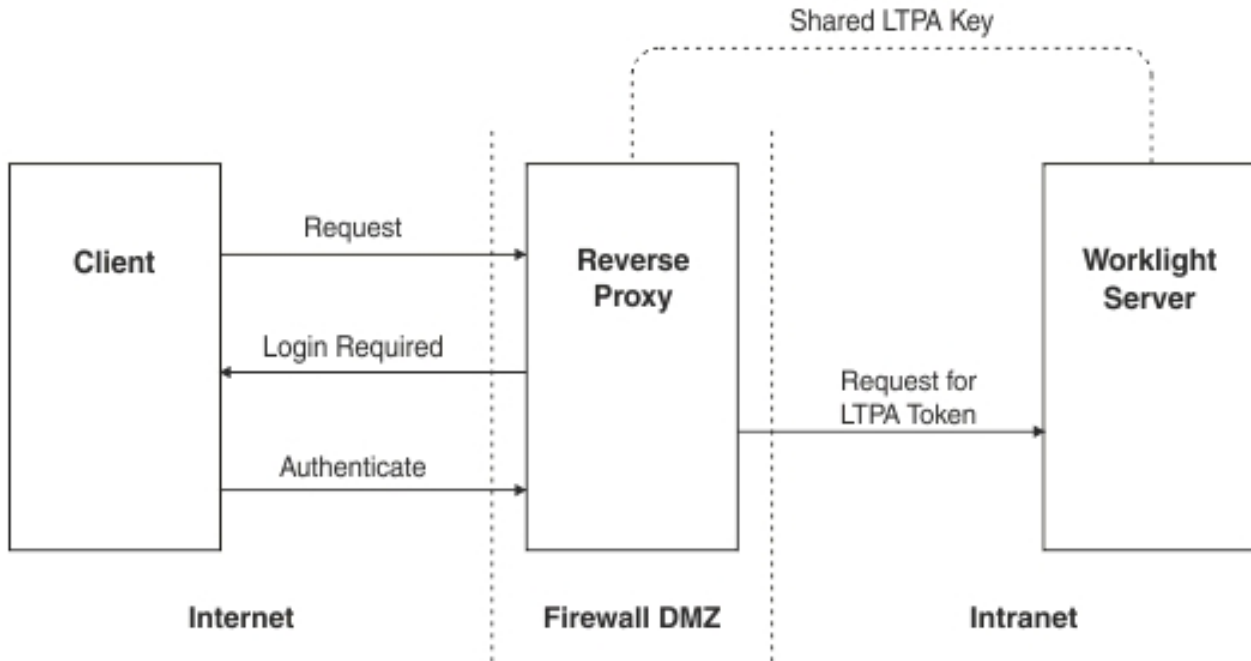 Shared LTPA Key
Client
Request
Login Required
Authenticate
Reverse
Proxy
Request for
LTPA Token
Worklight
Server
Internet
Firewall DMZ
Intranet